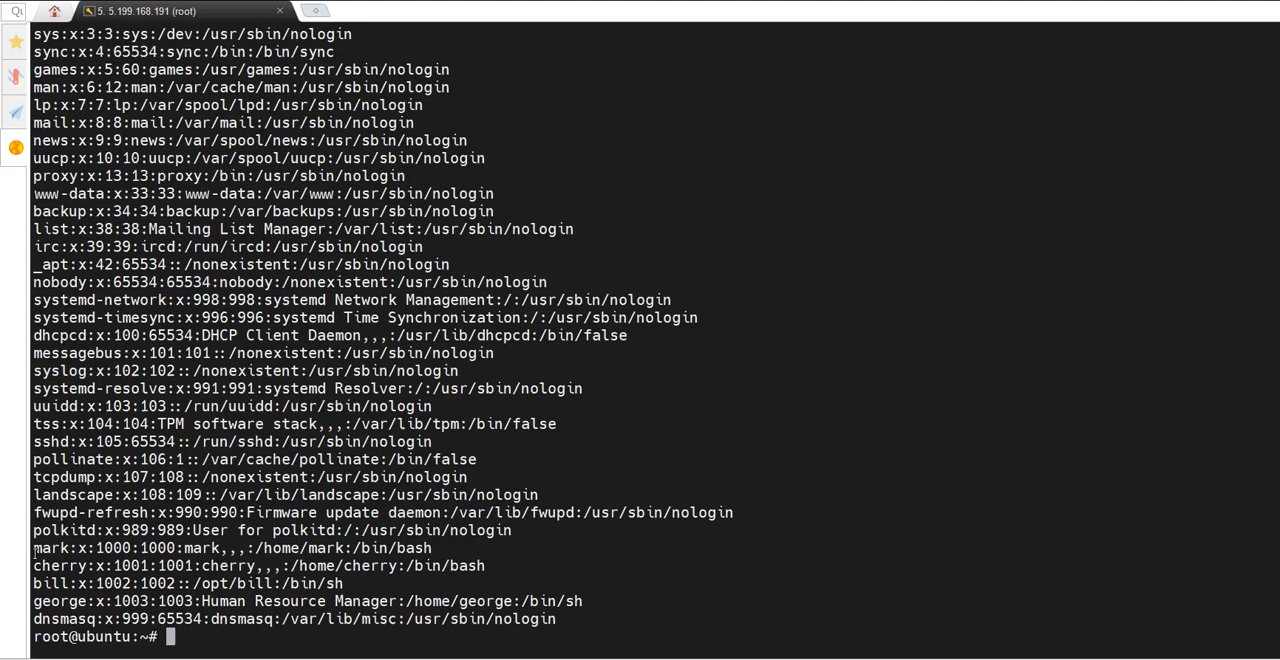 Qu
5. 5.199.168.191 (root)
sys:x:3:3:sys:/dev:/usr/sbin/nologin
sync:x:4:65534:sync:/bin:/bin/sync
games:x:5:60:games:/usr/games:/usr/sbin/nologin
man:x:6:12:man:/var/cache/man:/usr/sbin/nologin
lp:x:7:7:lp:/var/spool/lpd:/usr/sbin/nologin
mail:x:8:8:mail:/var/mail:/usr/sbin/nologin
news:x:9:9:news:/var/spool/news:/usr/sbin/nologin
uucp:x:10:10:uucp:/var/spool/uucp:/usr/sbin/nologin
proxy:x:13:13:proxy:/bin:/usr/sbin/nologin
www-data:x:33:33:www-data:/var/www:/usr/sbin/nologin
backup:x:34:34:backup:/var/backups:/usr/sbin/nologin
list:x:38:38:Mailing List Manager:/var/list:/usr/sbin/nologin
irc:x:39:39:ircd:/run/ircd:/usr/sbin/nologin
_apt:x:42:65534::/nonexistent:/usr/sbin/nologin
nobody:x:65534:65534:nobody:/nonexistent:/usr/sbin/nologin
systemd-network:x:998:998:systemd Network Management:/:/usr/sbin/nologin
systemd-timesync:x:996:996:systemd Time Synchronization:/:/usr/sbin/nologin
dhcpcd:x:100:65534:DHCP Client Daemon,,,:/usr/lib/dhcpcd:/bin/false
messagebus:x:101:101::/nonexistent:/usr/sbin/nologin
syslog:x:102:102::/nonexistent:/usr/sbin/nologin
systemd-resolve:x:991:991:systemd Resolver:/:/usr/sbin/nologin
uuidd:x:103:103::/run/uuidd:/usr/sbin/nologin
tss:x:104:104:TPM software stack,,,:/var/lib/tpm:/bin/false
sshd:x:105:65534::/run/sshd:/usr/sbin/nologin
pollinate:x:106:1::/var/cache/pollinate:/bin/false
tcpdump:x:107:108::/nonexistent:/usr/sbin/nologin
landscape:x:108:109::/var/lib/landscape:/usr/sbin/nologin
fwupd-refresh:x:990:990:Firmware update daemon:/var/lib/fwupd:/usr/sbin/nologin
polkitd:x:989:989:User for polkitd:/:/usr/sbin/nologin
mark:x:1000:1000:mark,,,:/home/mark:/bin/bash
cherry:x:1001:1001:cherry,,,:/home/cherry:/bin/bash
bill:x:1002:1002::/opt/bill:/bin/sh
george:x:1003:1003:Human Resource Manager:/home/george:/bin/sh
dnsmasq:x:999:65534:dnsmasq:/var/lib/misc:/usr/sbin/nologin
root@ubuntu:~#